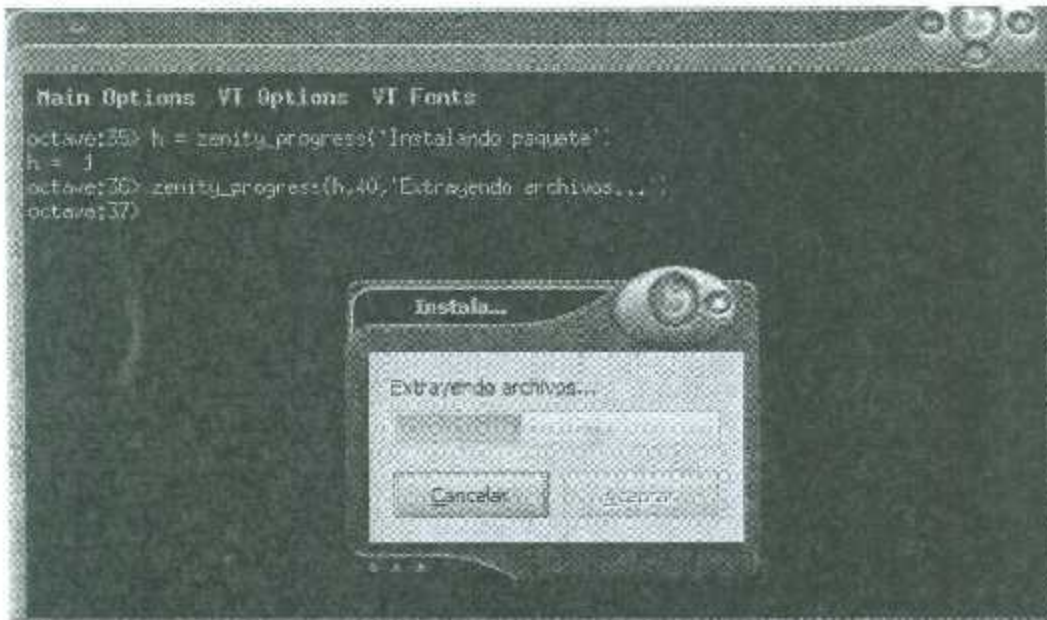 Main Options VT Options VT Fonts
octave:35> h = zenity_progress('Instalando paquete');
h = 1
octave:36> zenity_progress(h,40,'Extrayendo archivos...');
octave:37>
Instala...
Extrayendo archivos...
Cancelar
Aceptar